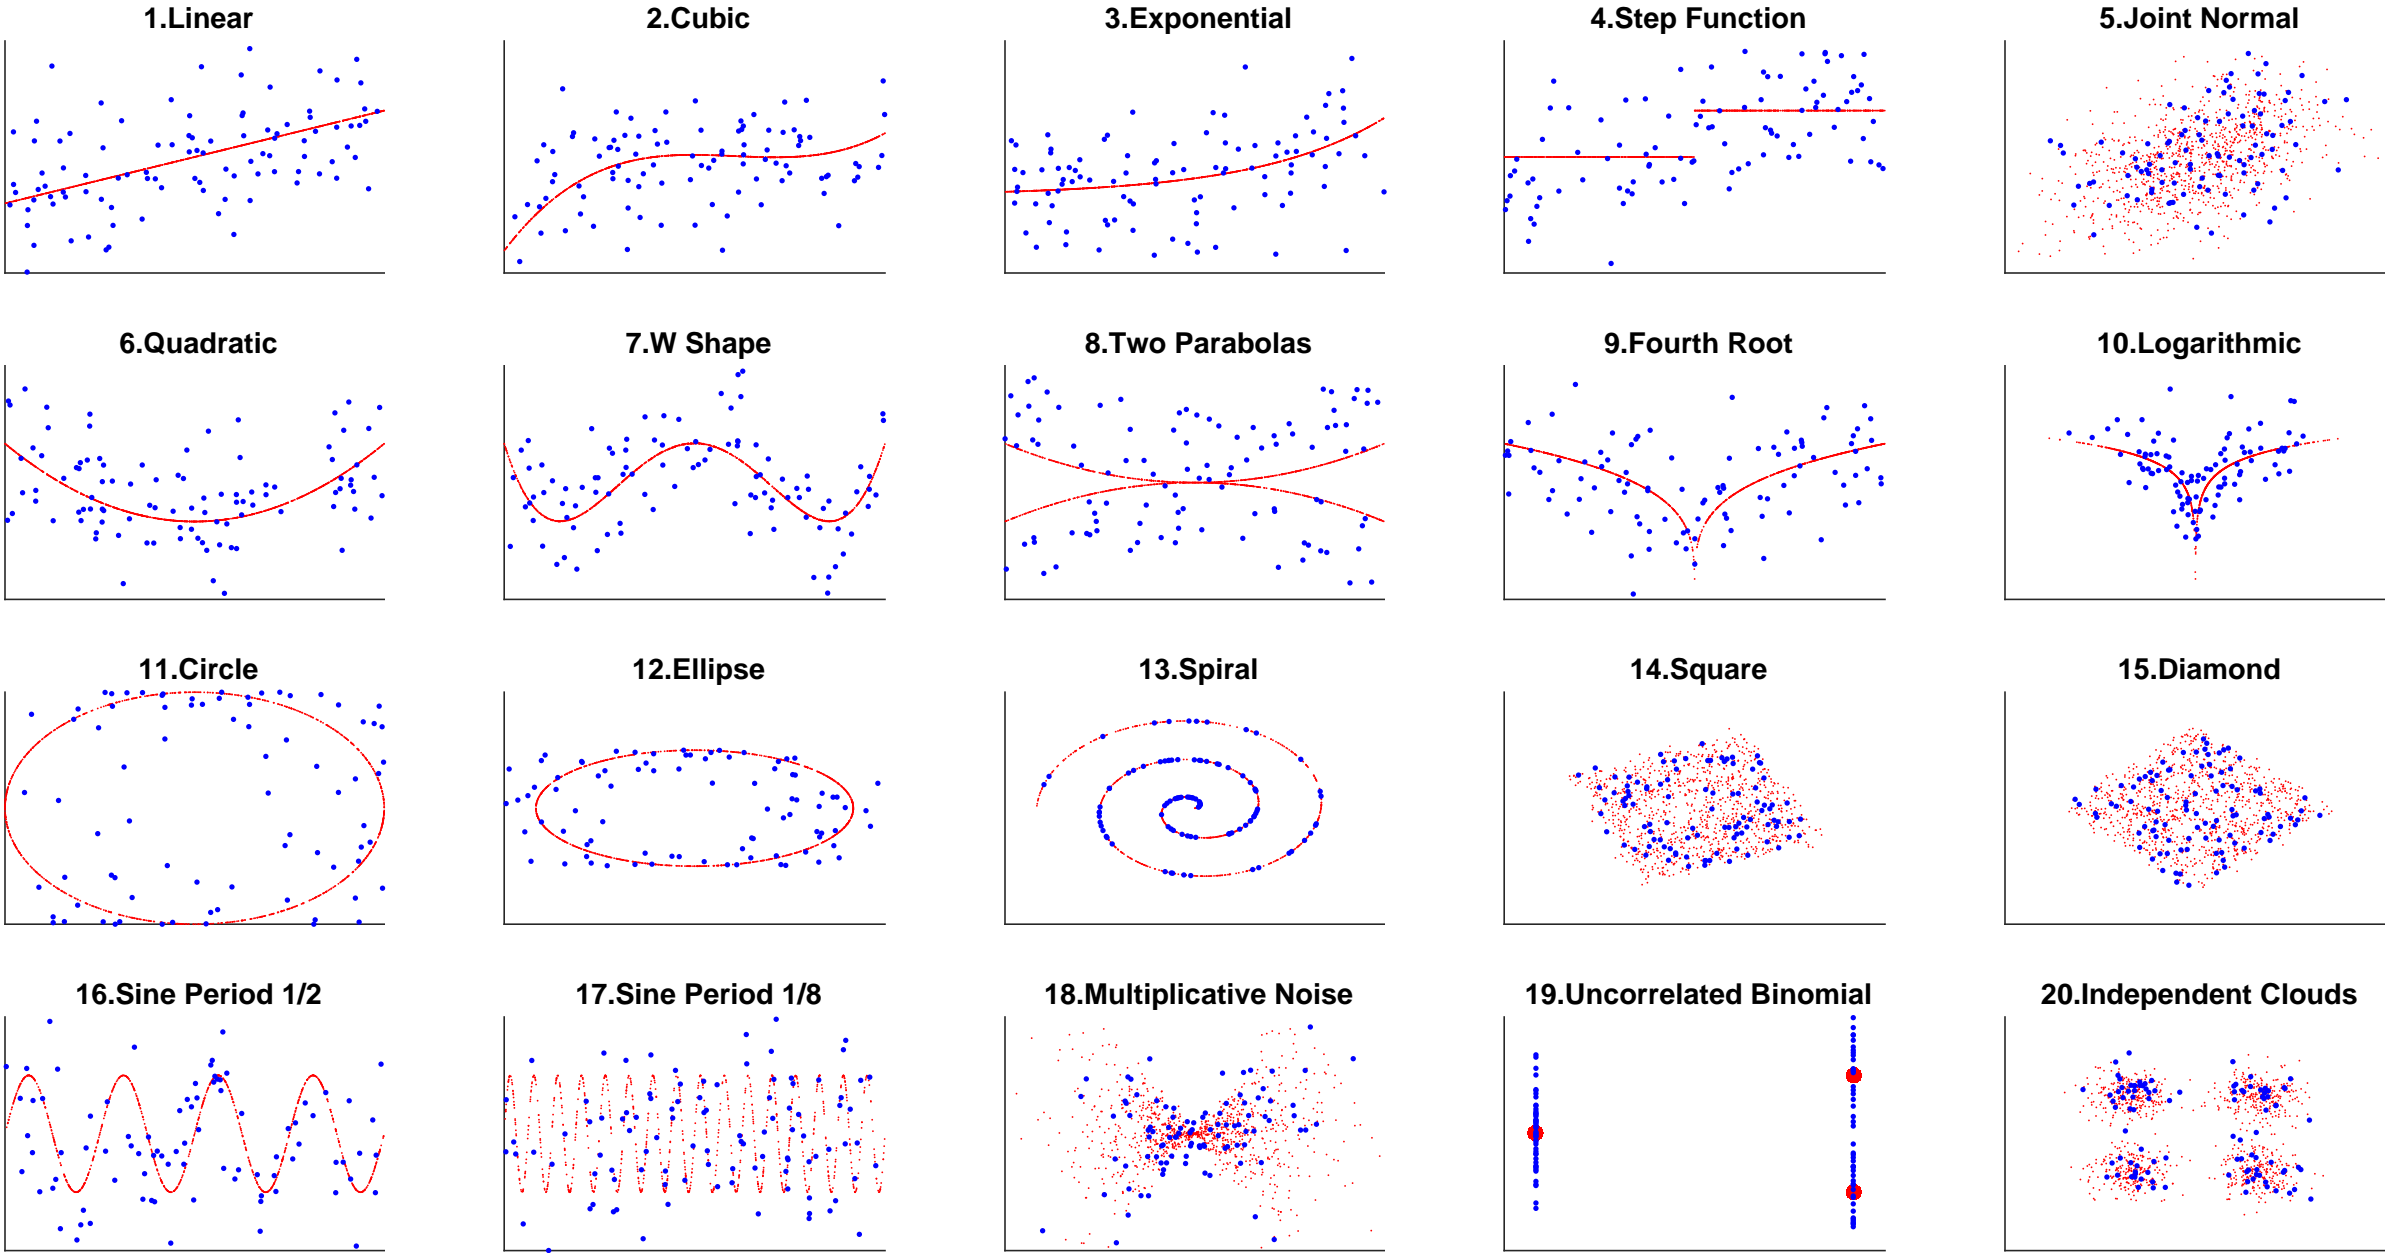 1.Linear
2.Cubic
3.Exponential
4.Step Function
5.Joint Normal
6.Quadratic
7.W Shape
8.Two Parabolas
9.Fourth Root
10.Logarithmic
11.Circle
12.Ellipse
13.Spiral
14.Square
15.Diamond
16.Sine Period 1/2
17.Sine Period 1/8
18.Multiplicative Noise
19.Uncorrelated Binomial
20.Independent Clouds